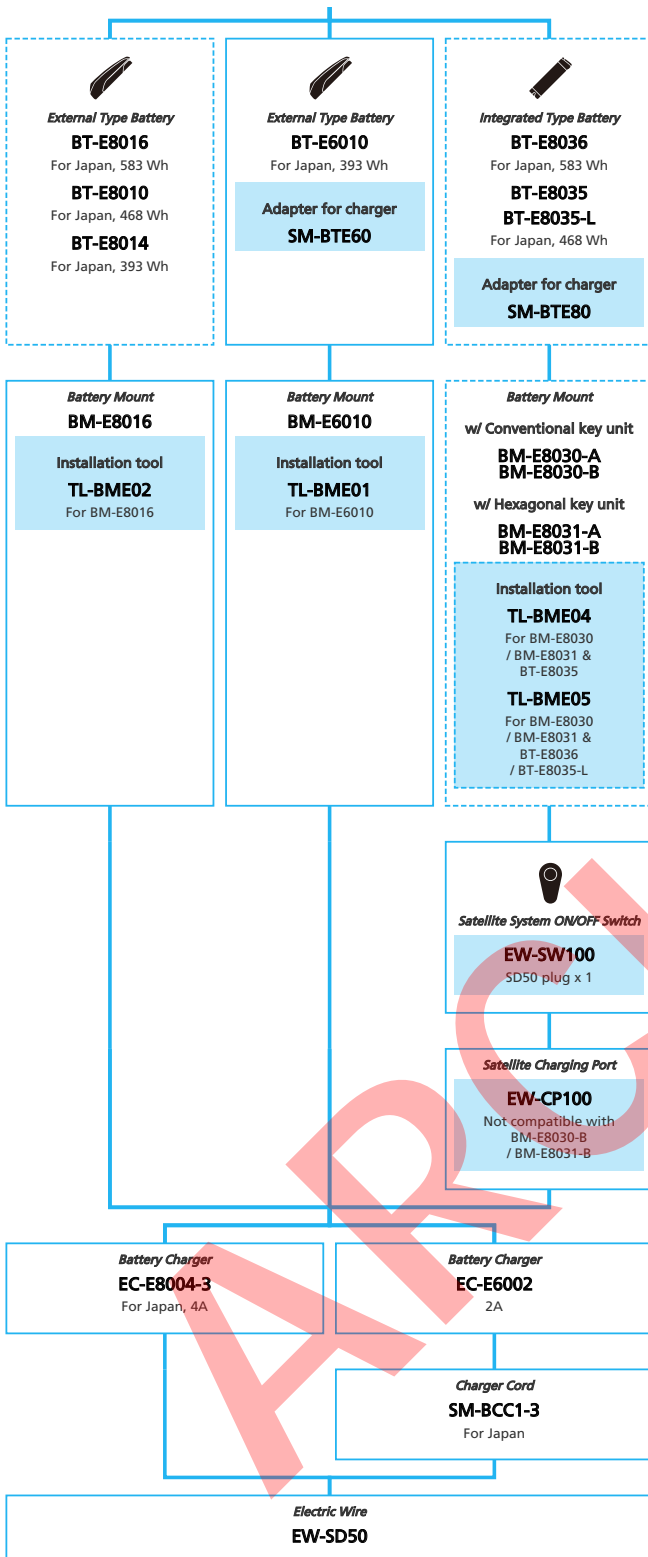 External Type Battery
BT-E8016
For Japan, 583 Wh
BT-E8010
For Japan, 468 Wh
BT-E8014
For Japan, 393 Wh
External Type Battery
BT-E6010
For Japan, 393 Wh
Adapter for charger
SM-BTE60
Integrated Type Battery
BT-E8036
For Japan, 583 Wh
BT-E8035
BT-E8035-L
For Japan, 468 Wh
Adapter for charger
SM-BTE80
Battery Mount
BM-E8016
Installation tool
TL-BME02
For BM-E8016
Battery Mount
BM-E6010
Installation tool
TL-BME01
For BM-E6010
Battery Mount
w/ Conventional key unit
BM-E8030-A
BM-E8030-B
w/ Hexagonal key unit
BM-E8031-A
BM-E8031-B
Installation tool
TL-BME04
For BM-E8030
/ BM-E8031 &
BT-E8035
TL-BME05
For BM-E8030
/ BM-E8031 &
BT-E8036
/ BT-E8035-L
Satellite System ON/OFF Switch
EW-SW100
SD50 plug x 1
Satellite Charging Port
EW-CP100
Not compatible with
BM-E8030-B
/ BM-E8031-B
Battery Charger
EC-E8004-3
For Japan, 4A
Battery Charger
EC-E6002
2A
Charger Cord
SM-BCC1-3
For Japan
Electric Wire
EW-SD50
ARC